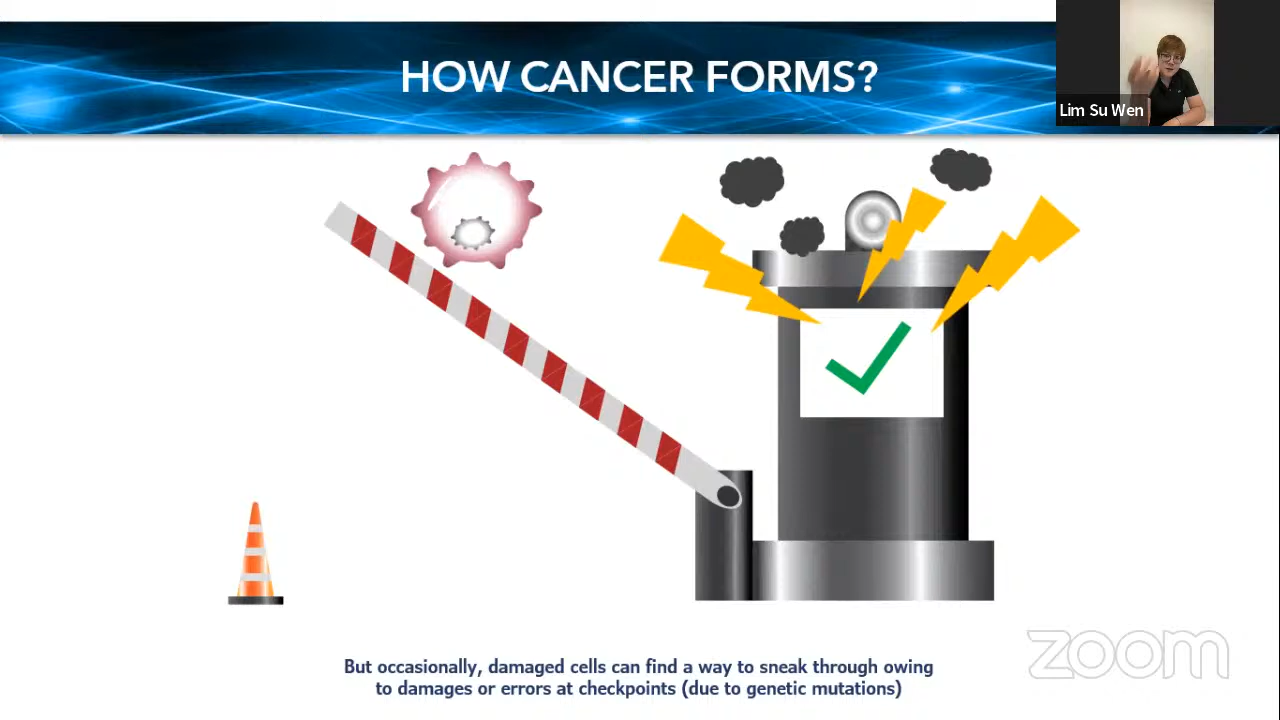 HOW CANCER FORMS?
Lim Su Wen
But occasionally, damaged cells can find a way to sneak through owing
to damages or errors at checkpoints (due to genetic mutations)
zoom